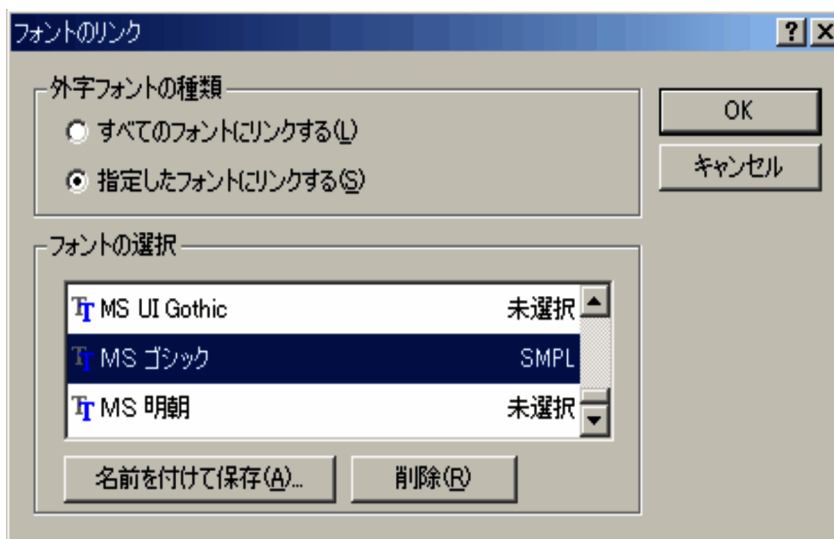 フォントのリンク
外字フォントの種類
すべてのフォントにリンクする(L)
指定したフォントにリンクする(S)
OK
キャンセル
フォントの選択
MS UI Gothic 未選択
MS ゴシック SMPL
MS 明朝 未選択
名前を付けて保存(A)... 削除(R)